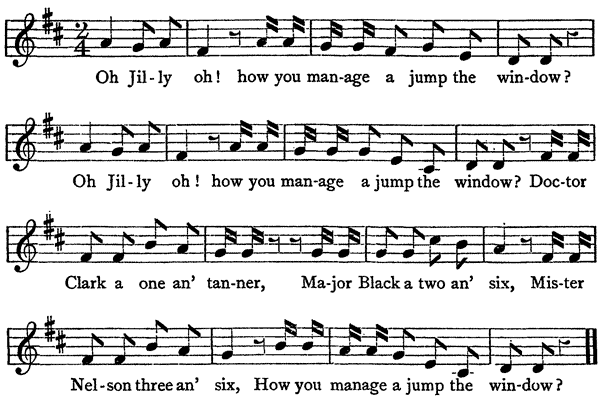 2 4
Oh Jil-ly oh! how you man-age a jump the win-dow?
Oh Jil-ly oh! how you man-age a jump the window? Doc-tor
Clark a one an' tan-ner, Ma-jor Black a two an' six, Mis-ter
Nel-son three an' six, How you manage a jump the win-dow?